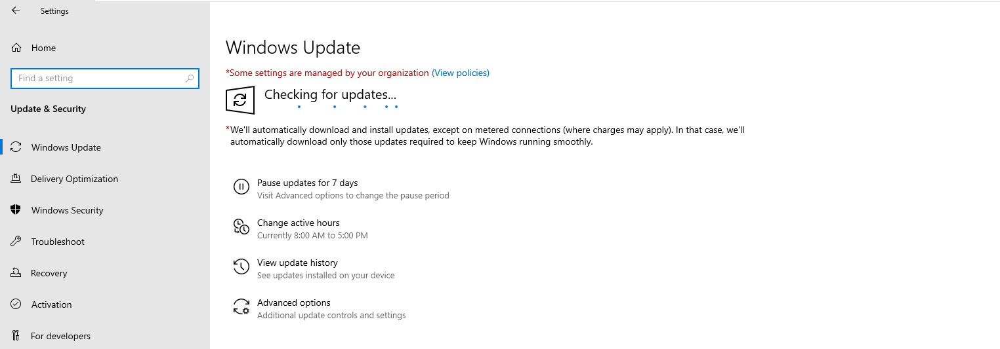 Settings
Home
Find a setting
Update & Security
Windows Update
Delivery Optimization
Windows Security
Troubleshoot
Recovery
Activation
For developers
Windows Update
*Some settings are managed by your organization (View policies)
Checking for updates...
*We'll automatically download and install updates, except on metered connections (where charges may apply). In that case, we'll
automatically download only those updates required to keep Windows running smoothly.
Pause updates for 7 days
Visit Advanced options to change the pause period
Change active hours
Currently 8:00 AM to 5:00 PM
View update history
See updates installed on your device
Advanced options
Additional update controls and settings